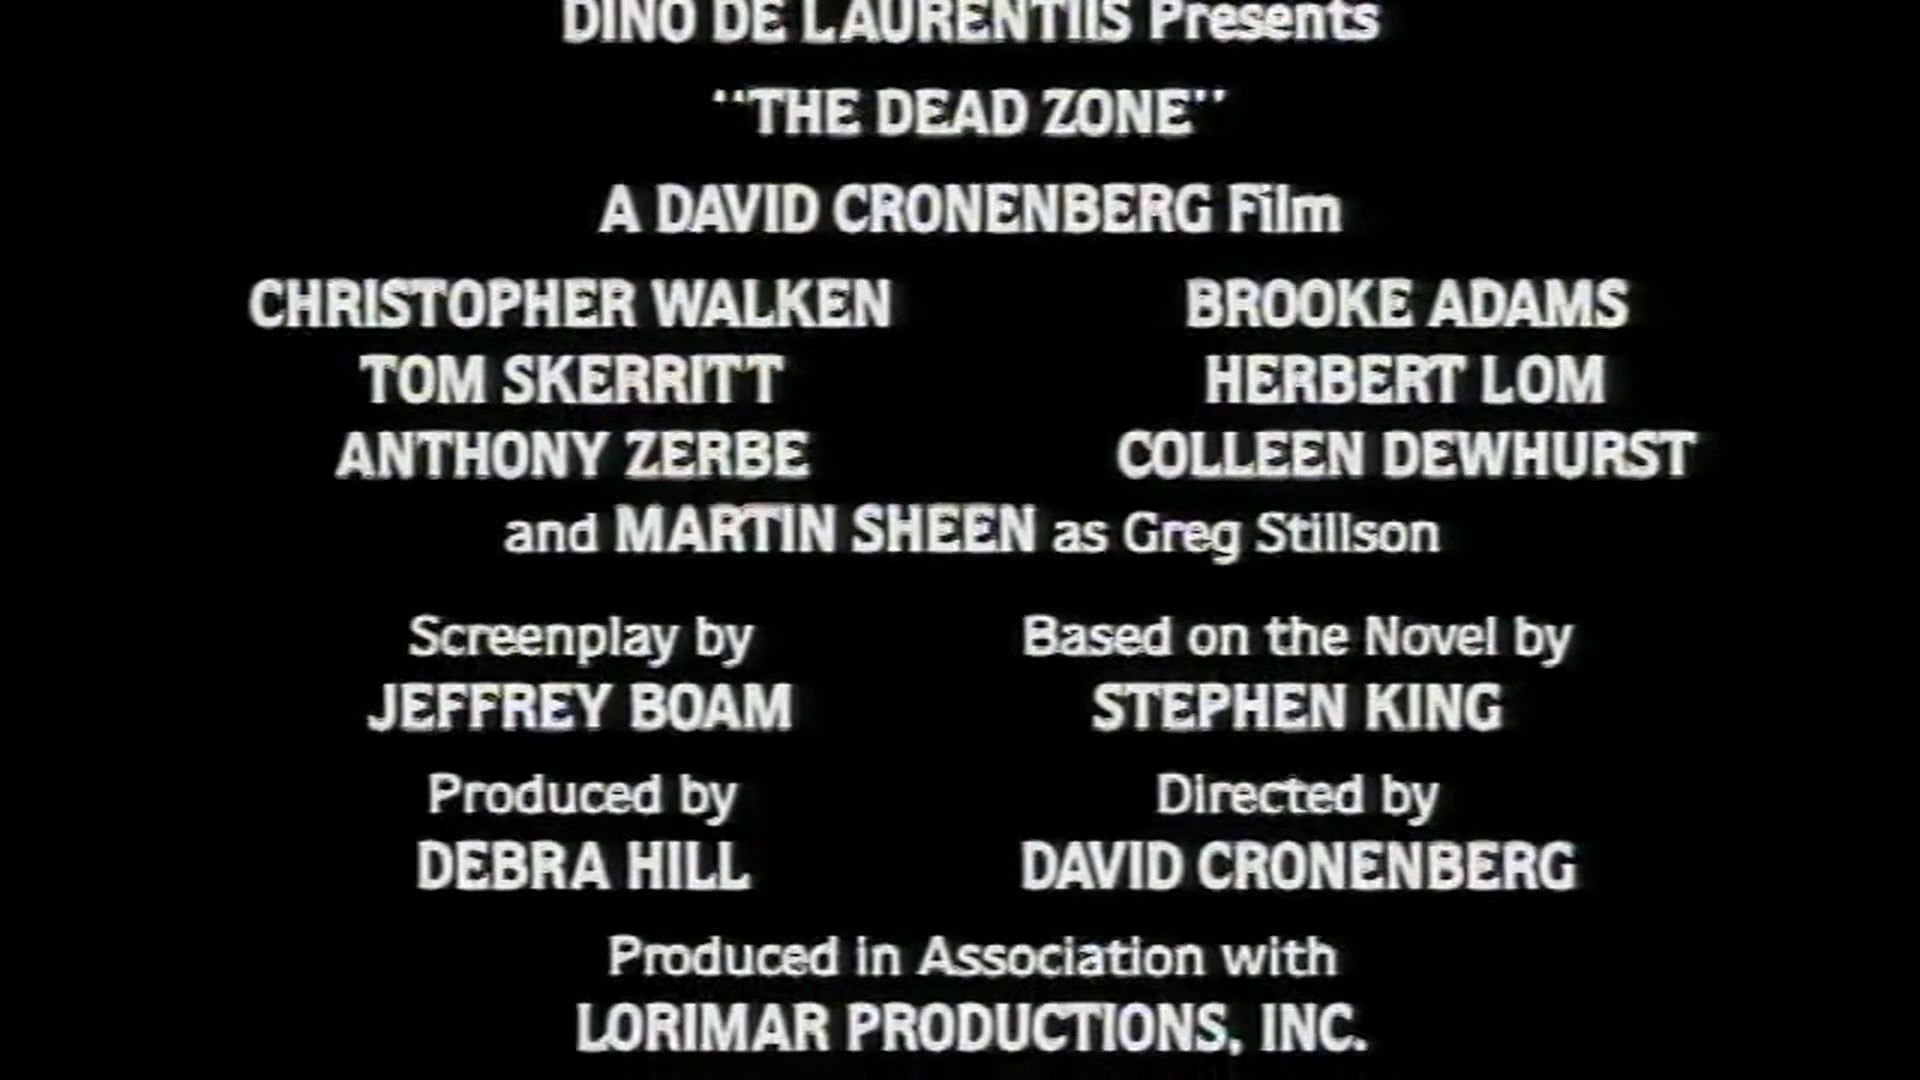 DINO DE LAURENTIIS Presents
"THE DEAD ZONE"
A DAVID CRONENBERG Film
CHRISTOPHER WALKEN BROOKE ADAMS
TOM SKERRITT HERBERT LOM
ANTHONY ZERBE COLLEEN DEWHURST
and MARTIN SHEEN as Greg Stillson
Screenplay by Based on the Novel by
JEFFREY BOAM STEPHEN KING
Produced by Directed by
DEBRA HILL DAVID CRONENBERG
Produced in Association with
LORIMAR PRODUCTIONS, INC.